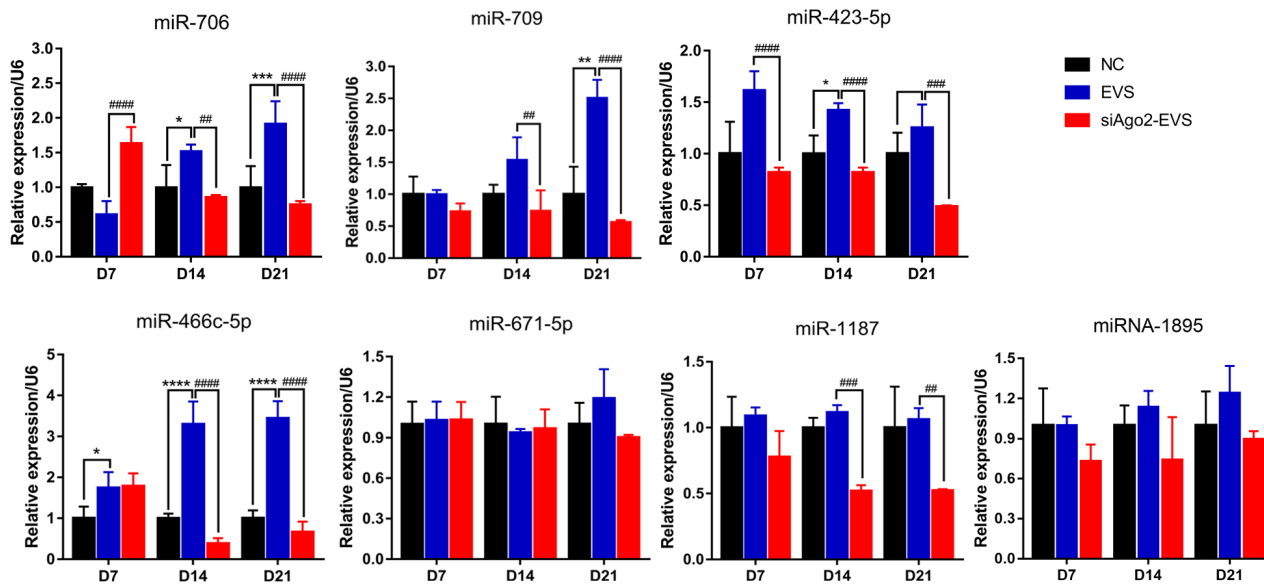 miR-706
Relative expression/U6
3.0
2.5
2.0
1.5
1.0
0.5
0.0
####
*
##
***
####
D7 D14 D21
miR-709
Relative expression/U6
3.0
2.5
2.0
1.5
1.0
0.5
0.0
##
**
####
D7 D14 D21
miR-423-5p
Relative expression/U6
2.0
1.5
1.0
0.5
0.0
####
*
####
###
D7 D14 D21
NC
EVS
siAgo2-EVS
miR-466c-5p
Relative expression/U6
5
4
3
2
1
0
*
****
####
****
####
D7 D14 D21
miR-671-5p
Relative expression/U6
1.5
1.2
0.9
0.6
0.3
0.0
D7 D14 D21
miR-1187
Relative expression/U6
1.5
1.0
0.5
0.0
###
##
D7 D14 D21
miRNA-1895
Relative expression/U6
1.5
1.2
0.9
0.6
0.3
0.0
D7 D14 D21